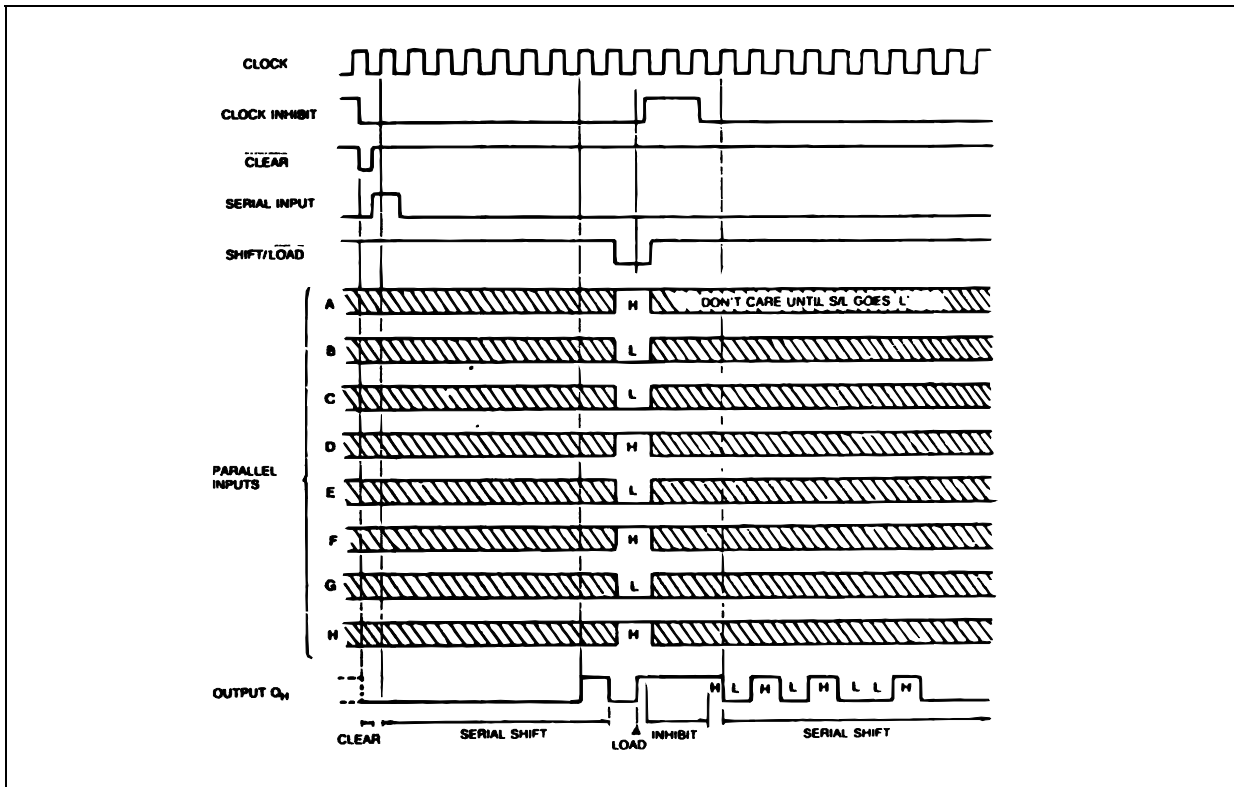 CLOCK
CLOCK INHIBIT
CLEAR
SERIAL INPUT
SHIFT/LOAD
A H DON'T CARE UNTIL S/L GOES L'
B L
C L
D H
PARALLEL INPUTS
E L
F H
G L
H H
OUTPUT QH H L H L H L L H
CLEAR SERIAL SHIFT LOAD INHIBIT SERIAL SHIFT